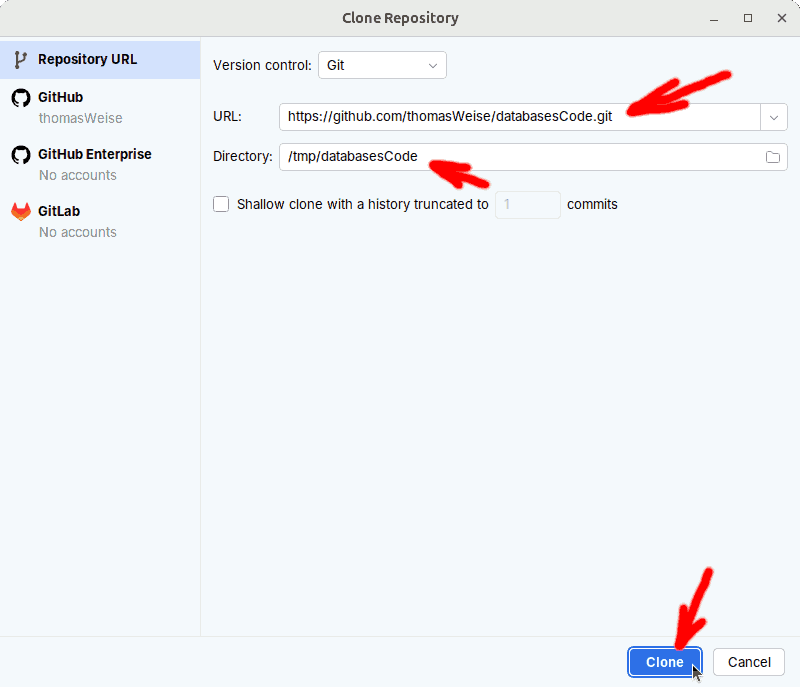 Clone Repository
Repository URL
GitHub
thomasWeise
GitHub Enterprise
No accounts
GitLab
No accounts
Version control: Git
URL: https://github.com/thomasWeise/databasesCode.git
Directory: /tmp/databasesCode
Shallow clone with a history truncated to 1 commits
Clone Cancel